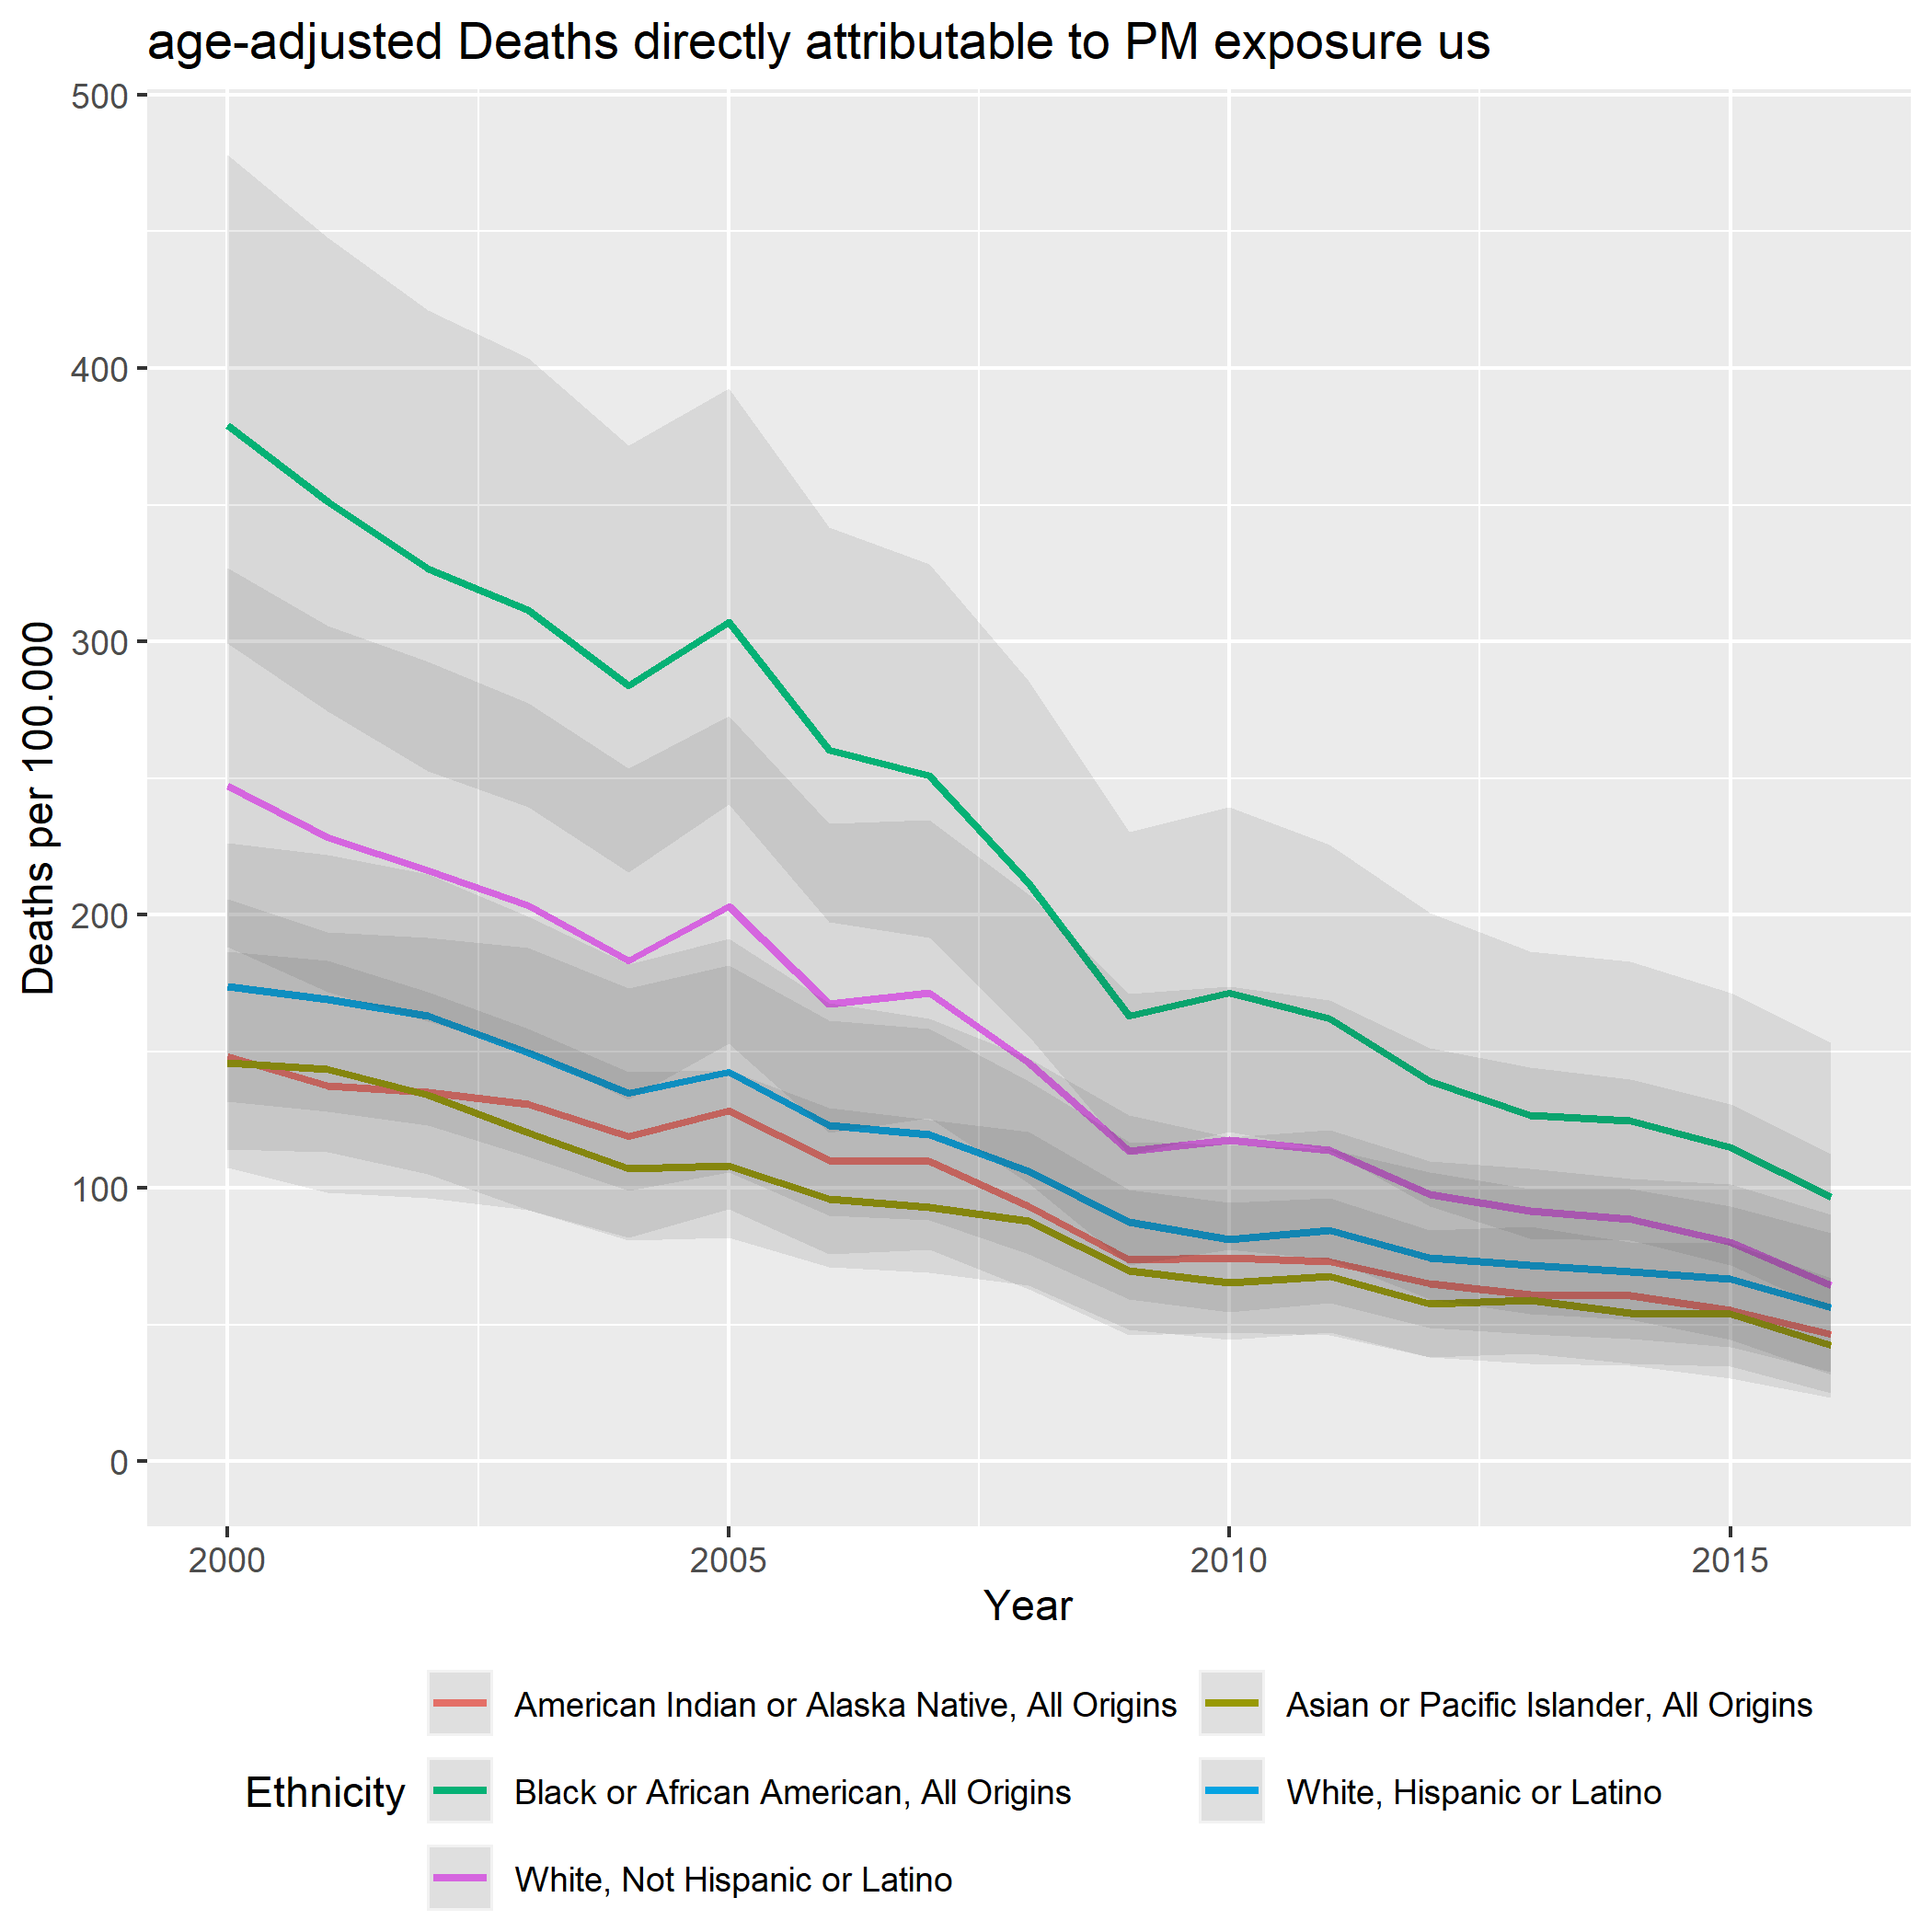 age-adjusted Deaths directly attributable to PM exposure us
500
400
300
200
100
0
Deaths per 100.000
2000 2005 2010 2015
Year
Ethnicity
American Indian or Alaska Native, All Origins
Asian or Pacific Islander, All Origins
Black or African American, All Origins
White, Hispanic or Latino
White, Not Hispanic or Latino